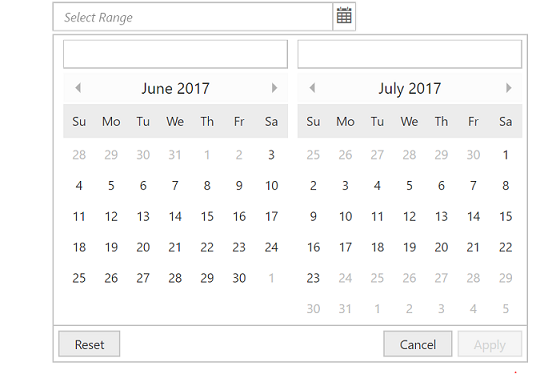 Select Range
June 2017 July 2017
Su Mo Tu We Th Fr Sa Su Mo Tu We Th Fr Sa
28 29 30 31 1 2 3 25 26 27 28 29 30 1
4 5 6 7 8 9 10 2 3 4 5 6 7 8
11 12 13 14 15 16 17 9 10 11 12 13 14 15
18 19 20 21 22 23 24 16 17 18 19 20 21 22
25 26 27 28 29 30 1 23 24 25 26 27 28 29
30 31 1 2 3 4 5
Reset Cancel Apply